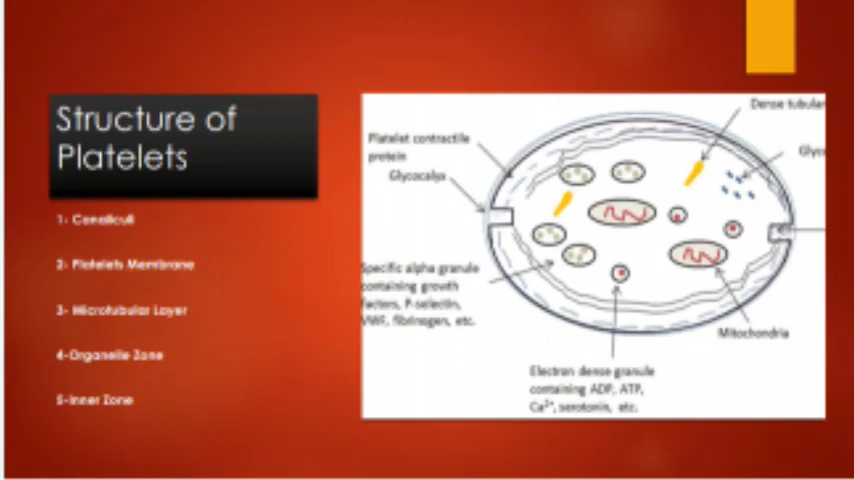 Structure of
Platelets
1- Canaliculi
2- Platelets Membrane
3- Microtubular Layer
4-Organelle Zone
5-Inner Zone
Dense tubular
Platelet contractile
protein
Glyco
Glycocalyx
Specific alpha granule
containing growth
factors, P-selectin,
VWF, fibrinogen, etc.
Mitochondria
Electron dense granule
containing ADP, ATP,
Ca²⁺, serotonin, etc.